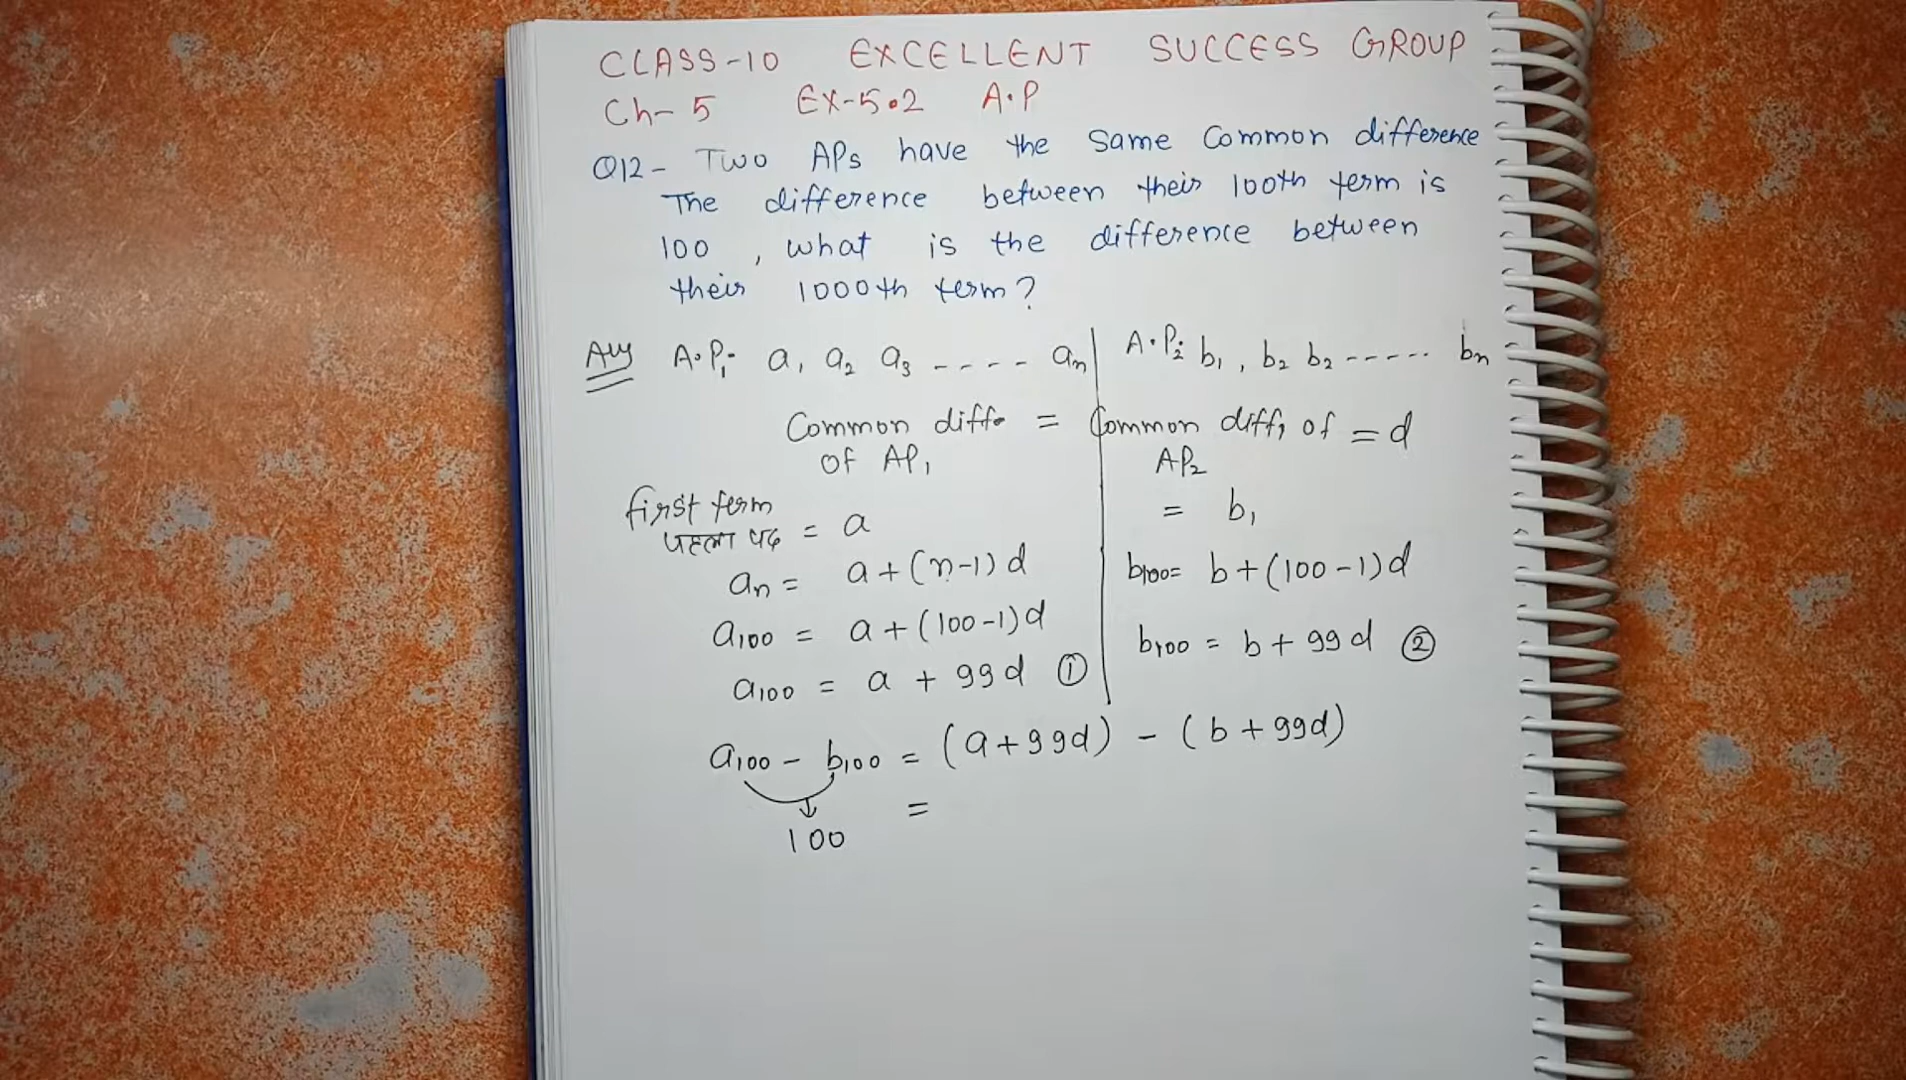 CLASS-10 EXCELLENT SUCCESS GROUP
Ch-5 EX-5.2 A.P
Q12- Two APs have the same common difference
The difference between their 100th term is
100 , what is the difference between
their 1000th term?
Ans A.P₁- a, a₂ a₃ ----- aₙ | A.P₂- b₁, b₂ b₂ ----- bₙ
Common diff. = Common diff, of = d
of AP₁ AP₂
first term
पहला पद = a = b₁
aₙ = a+(n-1)d
b₁₀₀= b+(100-1)d
a₁₀₀ = a+(100-1)d
b₁₀₀ = b+99d ②
a₁₀₀ = a + 99d ①
a₁₀₀ - b₁₀₀ = (a+99d) - (b+99d)
↓ =
100